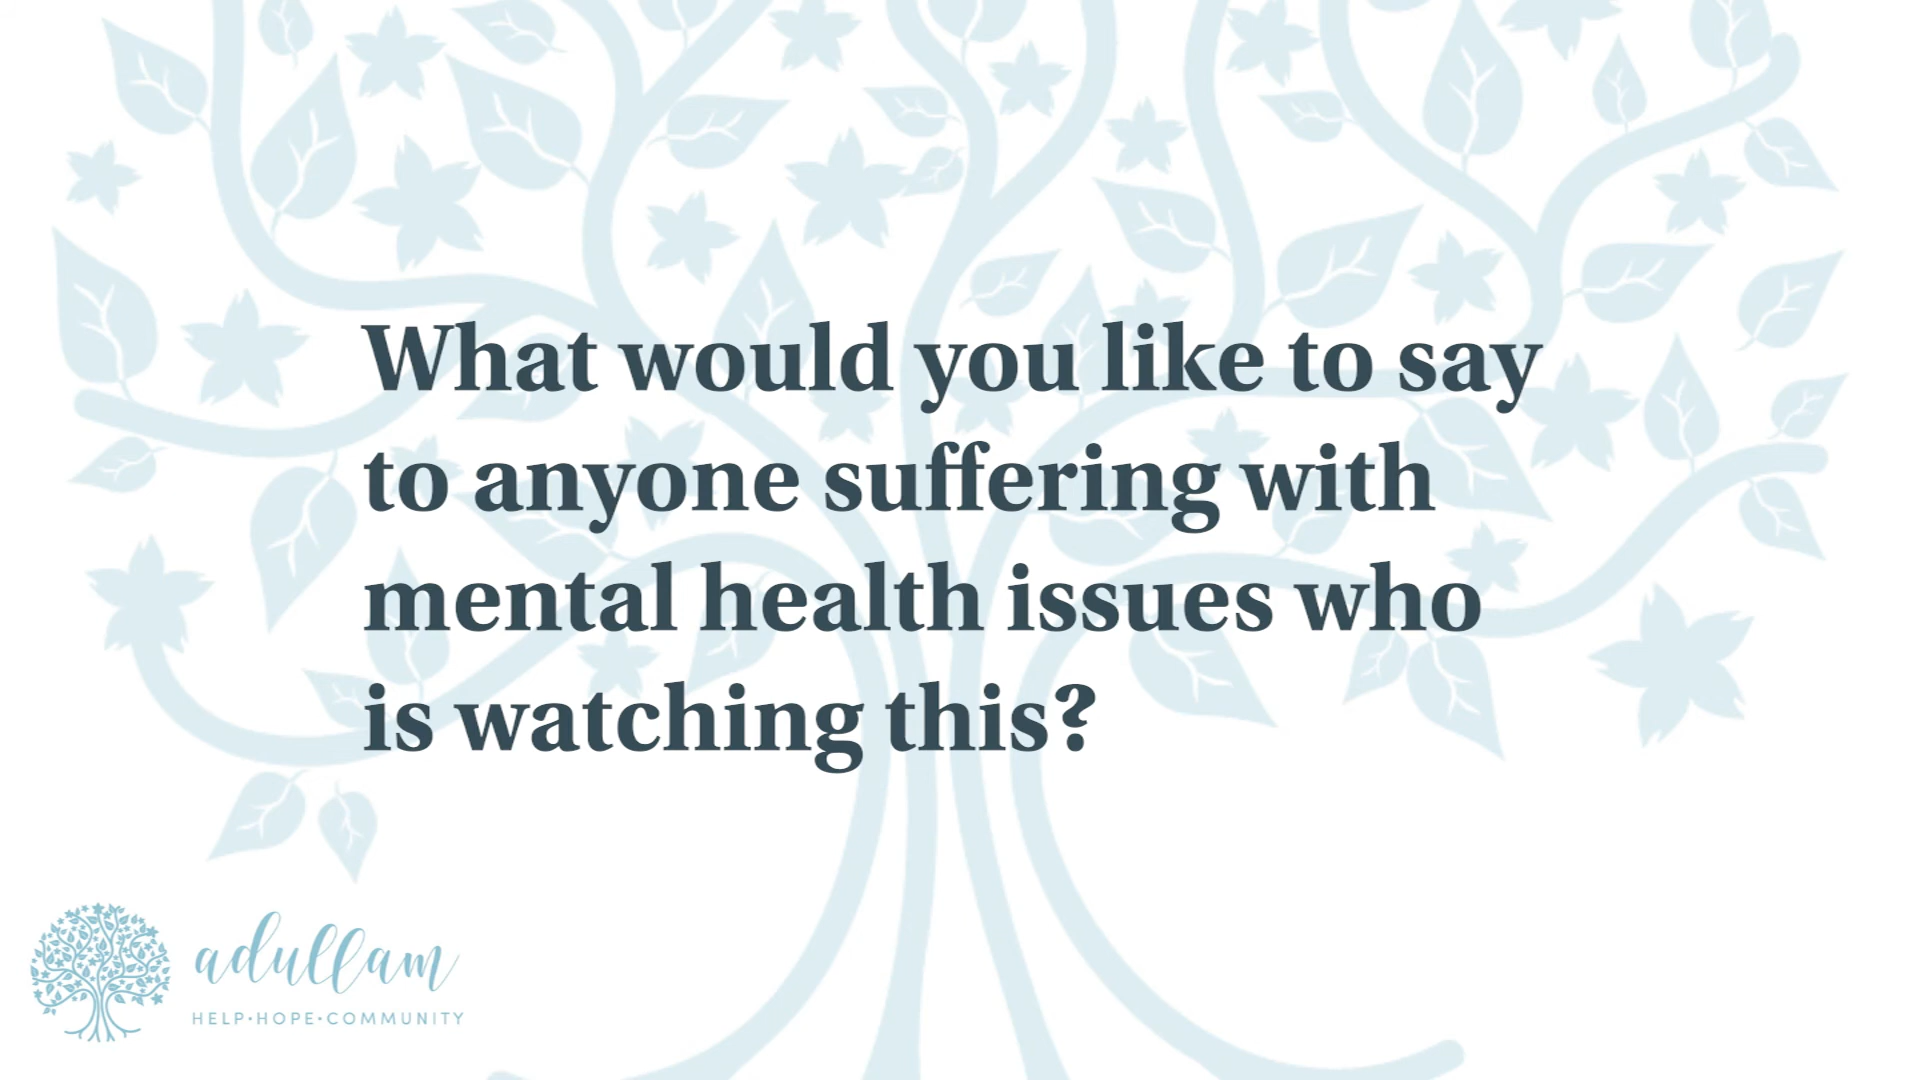 What would you like to say
to anyone suffering with
mental health issues who
is watching this?
adullam
HELP•HOPE•COMMUNITY